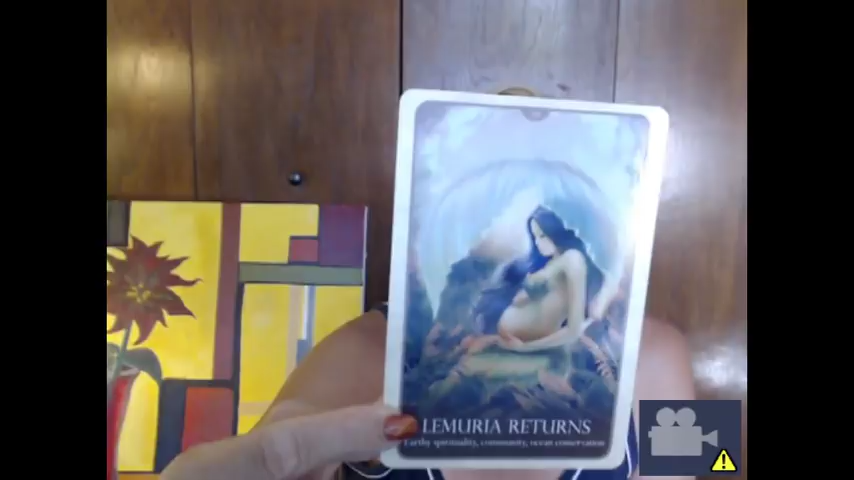 LEMURIA RETURNS
Earthy spirituality, community, ocean conservation